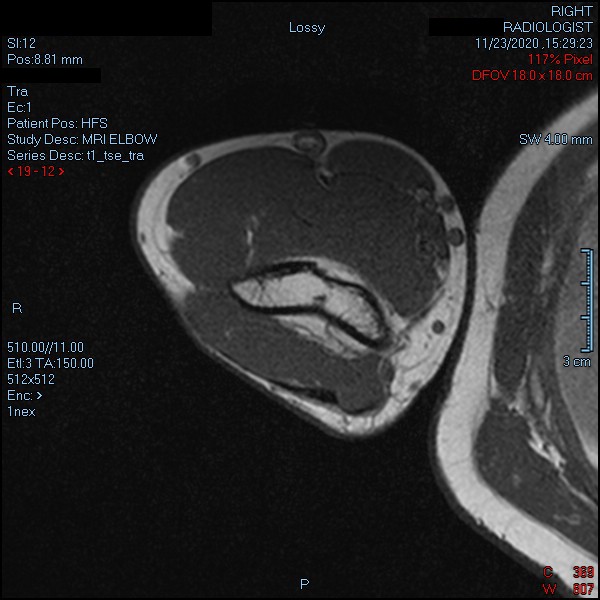 Lossy
RIGHT
RADIOLOGIST
11/23/2020 ,15:29:23
117% Pixel
DFOV 18.0 x 18.0 cm
SI:12
Pos:8.81 mm
Tra
Ec:1
Patient Pos: HFS
Study Desc: MRI ELBOW
Series Desc: t1_tse_tra
< 19 - 12 >
SW 4.00 mm
R
3 cm
510.00//11.00
Etl:3 TA:150.00
512x512
Enc: >
1nex
P
C 369
W 807